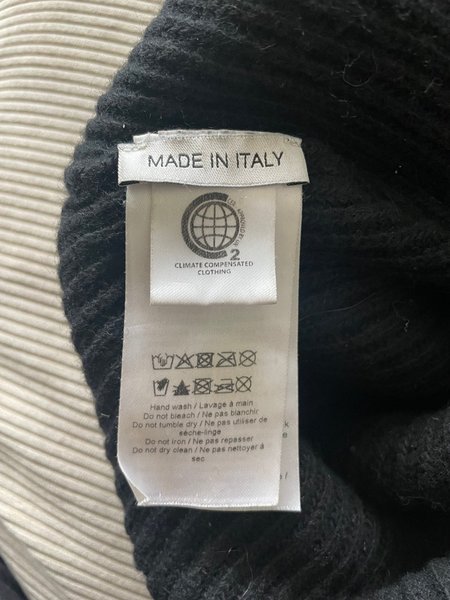 MADE IN ITALY
2
CLIMATE COMPENSATED
CLOTHING
Hand wash / Lavage à main
Do not bleach / Ne pas blanchir
Do not tumble dry / Ne pas utiliser de
sèche-linge
Do not iron / Ne pas repasser
Do not dry clean / Ne pas nettoyer à
sec